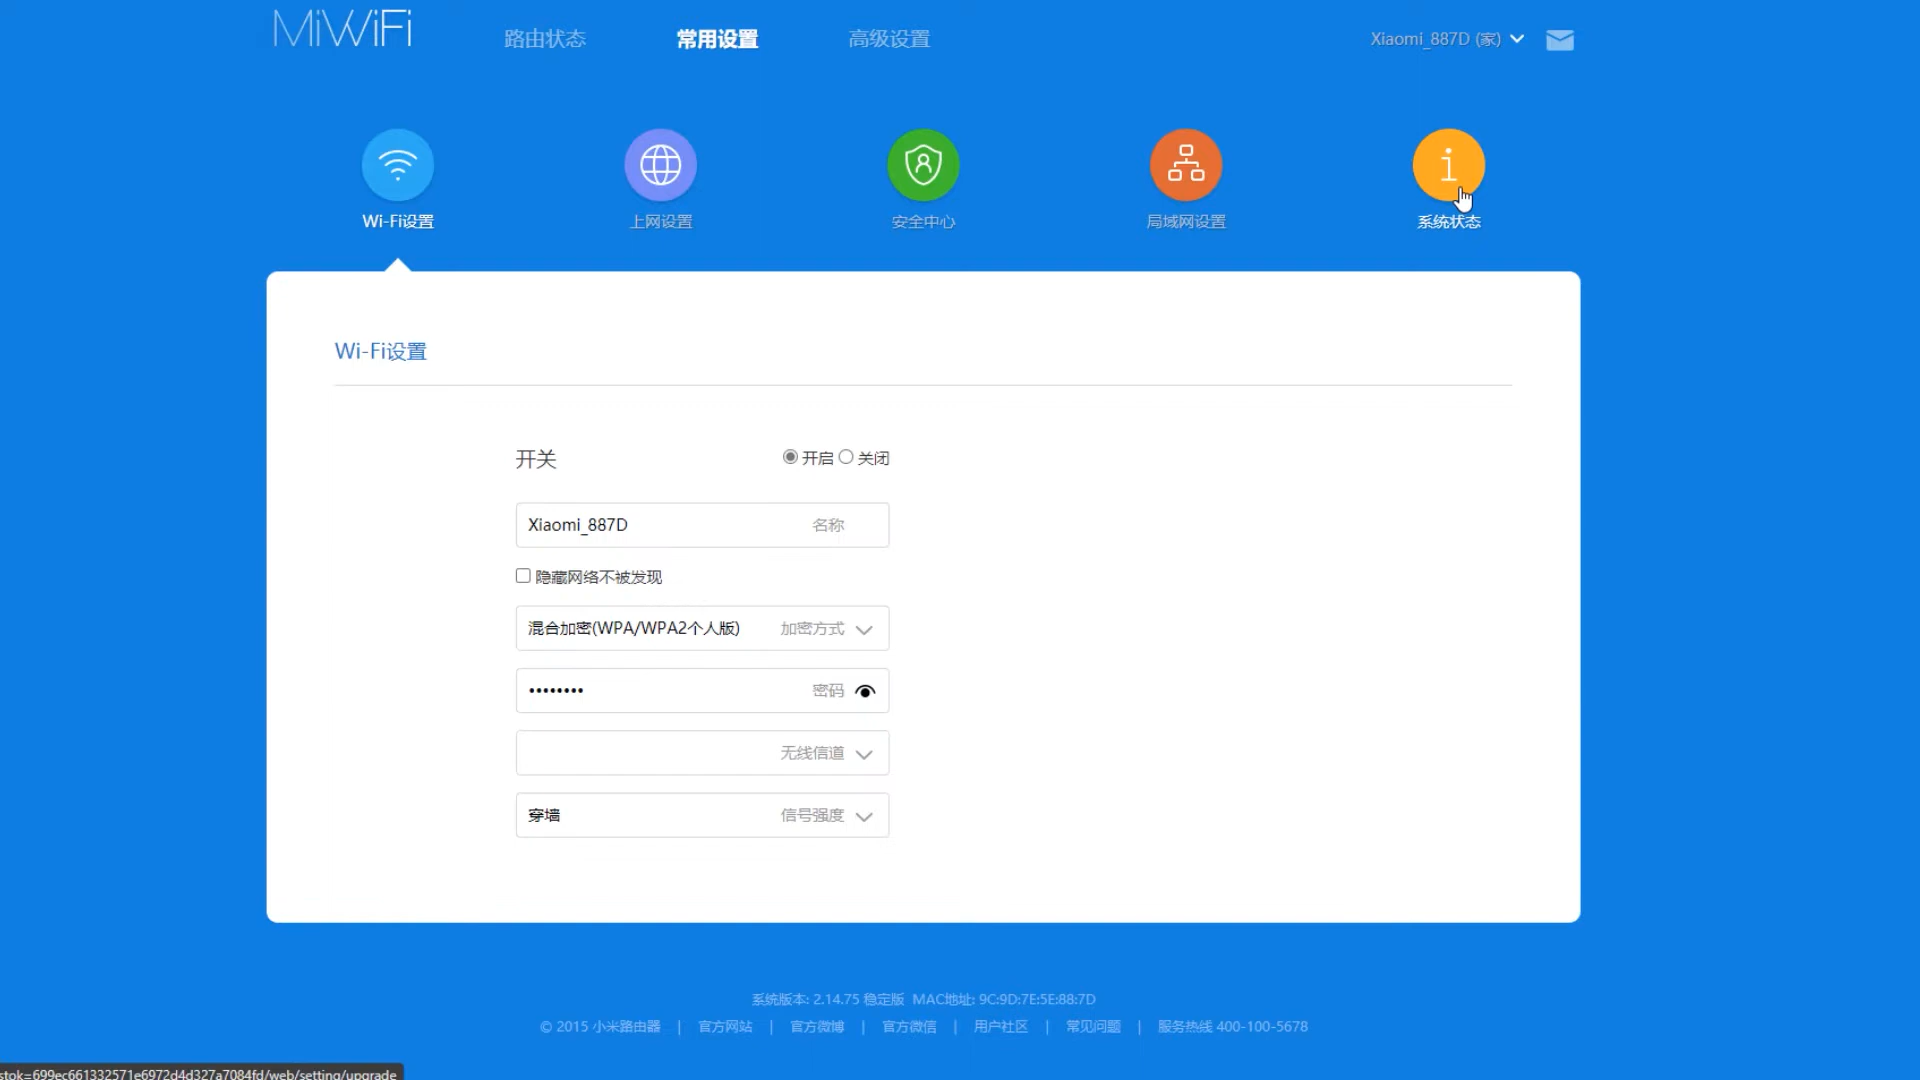 MiWiFi 路由状态 常用设置 高级设置 Xiaomi_887D (家)
Wi-Fi设置 上网设置 安全中心 局域网设置 系统状态
Wi-Fi设置
开关 开启 关闭
Xiaomi_887D 名称
隐藏网络不被发现
混合加密(WPA/WPA2个人版) 加密方式
•••••••• 密码
无线信道
穿墙 信号强度
系统版本: 2.14.75 稳定版 MAC地址: 9C:9D:7E:5E:88:7D
© 2015 小米路由器 | 官方网站 | 官方微博 | 官方微信 | 用户社区 | 常见问题 | 服务热线 400-100-5678
stok=699ec661332571e6972d4d327a7084fd/web/setting/upgrade